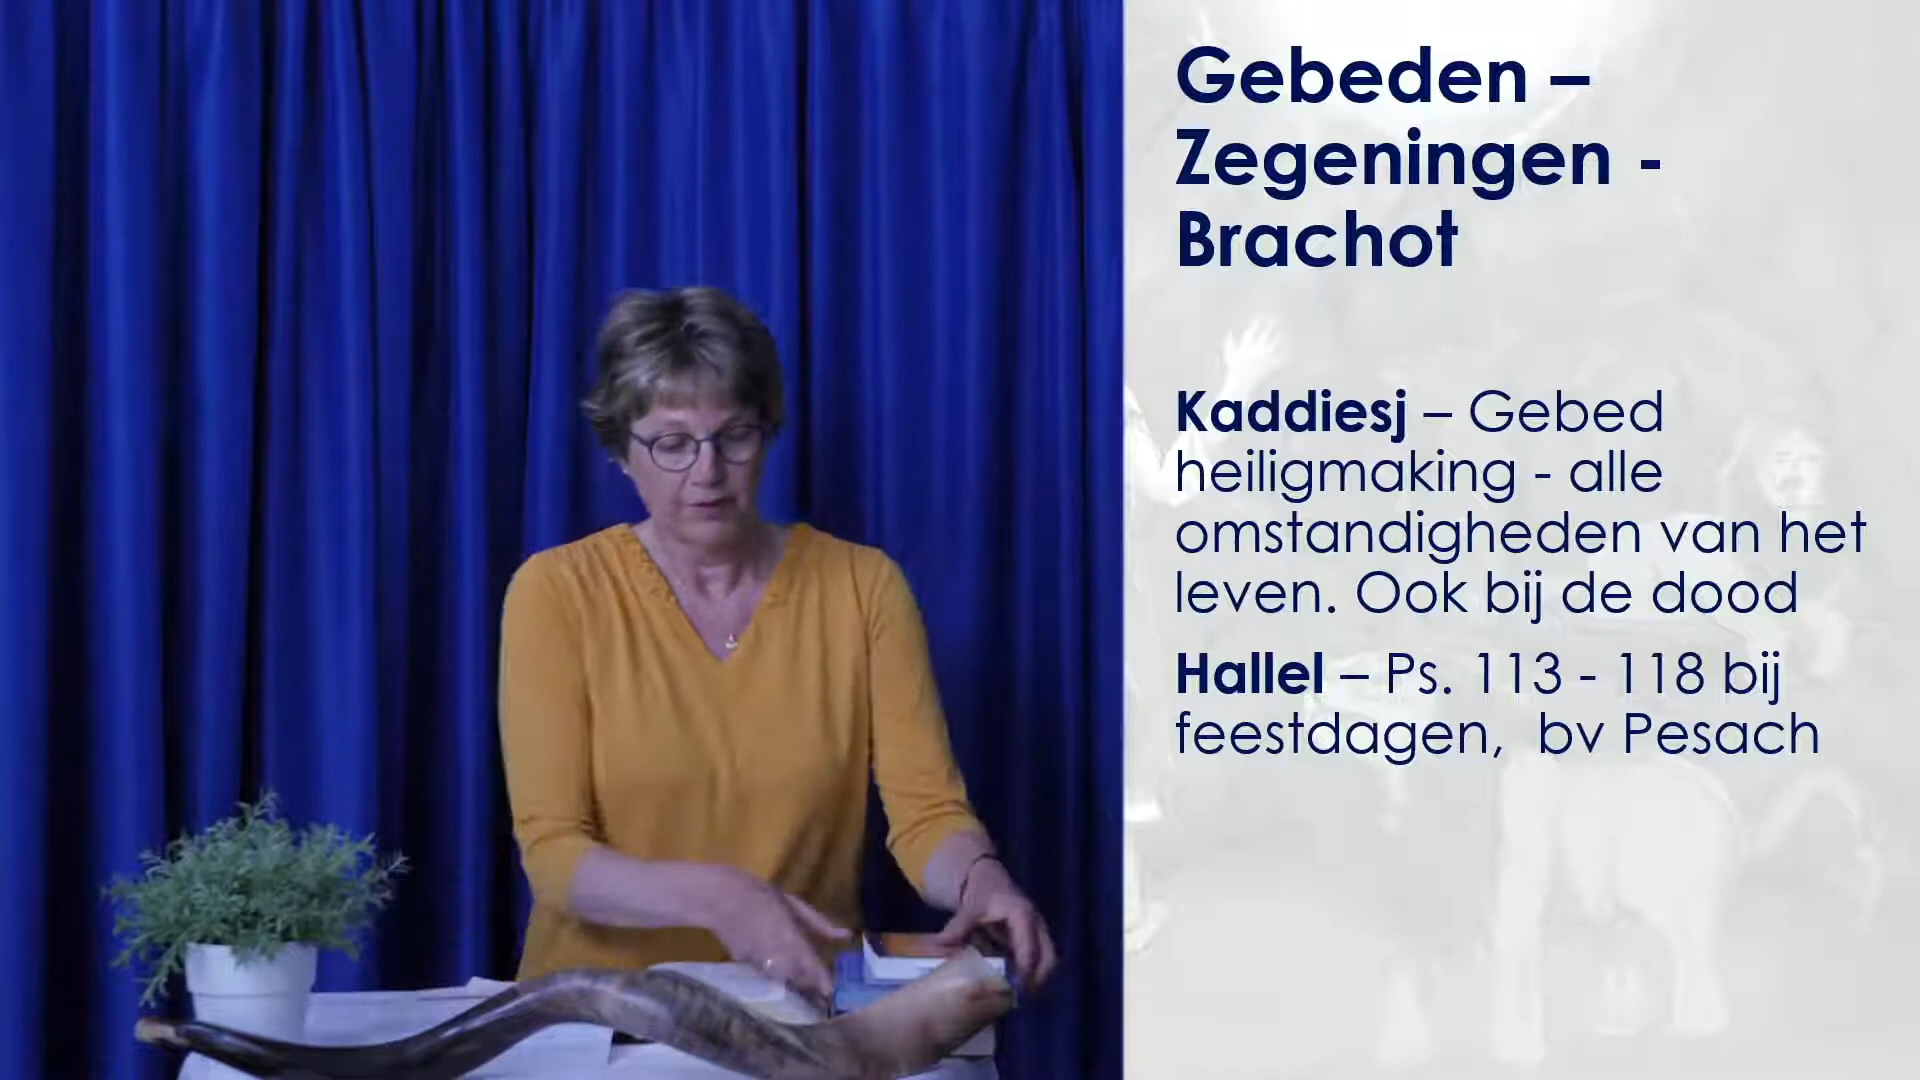 Gebeden –
Zegeningen -
Brachot
Kaddiesj – Gebed
heiligmaking - alle
omstandigheden van het
leven. Ook bij de dood
Hallel – Ps. 113 - 118 bij
feestdagen,  bv Pesach